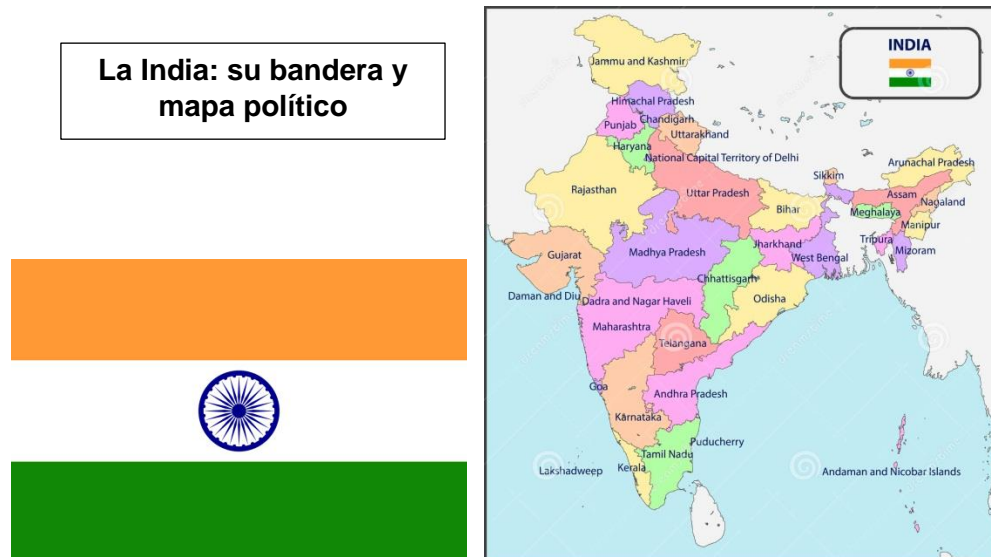 La India: su bandera y
mapa político
INDIA
Jammu and Kashmir
Himachal Pradesh
Chandigarh
Punjab
Uttarakhand
Haryana
National Capital Territory of Delhi
Arunachal Pradesh
Sikkim
Rajasthan
Uttar Pradesh
Assam
Nagaland
Bihar
Meghalaya
Manipur
Tripura
Jharkhand
Gujarat
Madhya Pradesh
West Bengal
Mizoram
Chhattisgarh
Daman and Diu
Dadra and Nagar Haveli
Odisha
Maharashtra
Telangana
Goa
Andhra Pradesh
Karnataka
Puducherry
Tamil Nadu
Lakshadweep
Kerala
Andaman and Nicobar Islands